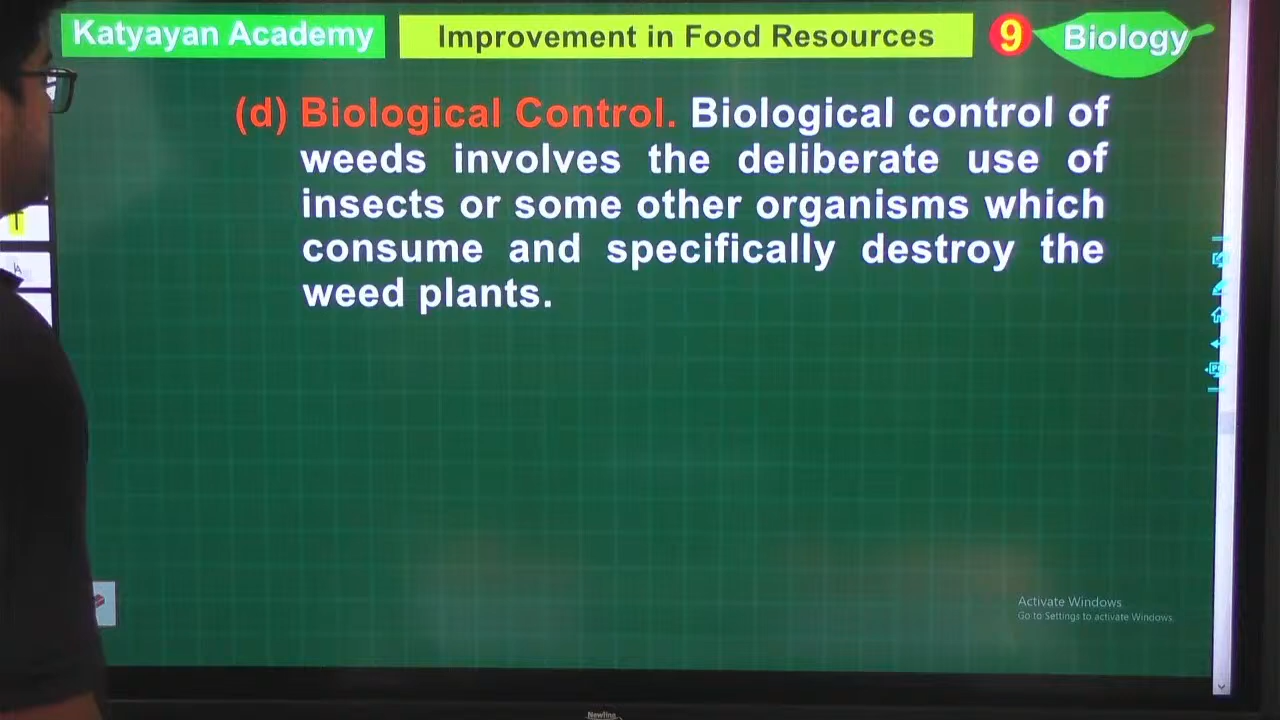 Katyayan Academy
Improvement in Food Resources
9 Biology
(d) Biological Control. Biological control of
weeds involves the deliberate use of
insects or some other organisms which
consume and specifically destroy the
weed plants.
Activate Windows
Go to Settings to activate Windows.
Newline